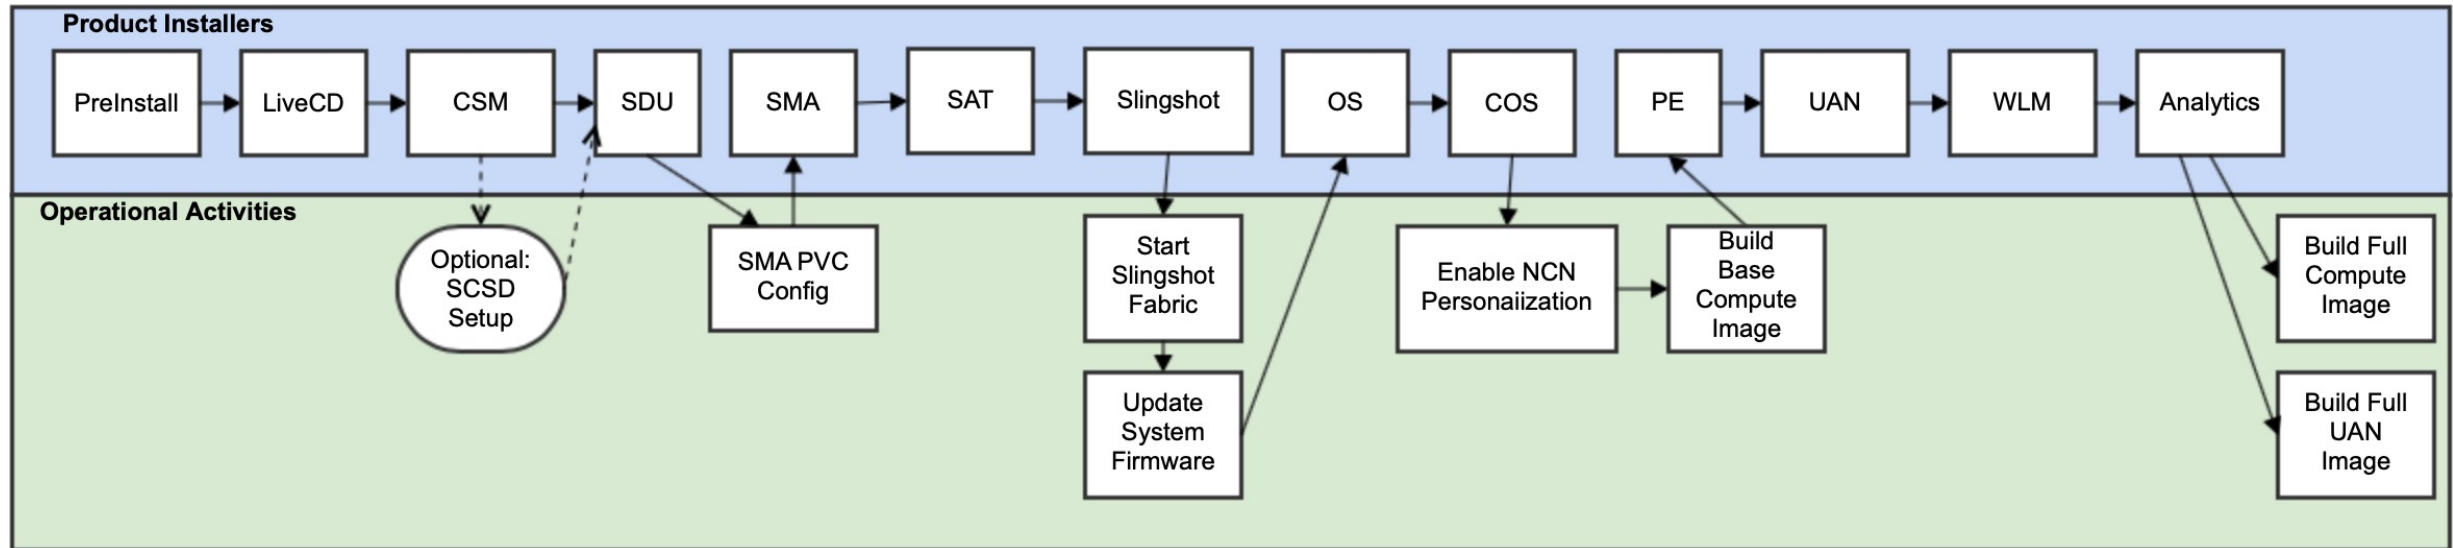 Product Installers
PreInstall
LiveCD
CSM
SDU
SMA
SAT
Slingshot
OS
COS
PE
UAN
WLM
Analytics
Operational Activities
Optional:
SCSD
Setup
SMA PVC
Config
Start
Slingshot
Fabric
Update
System
Firmware
Enable NCN
Personaiization
Build
Base
Compute
Image
Build Full
Compute
Image
Build Full
UAN
Image